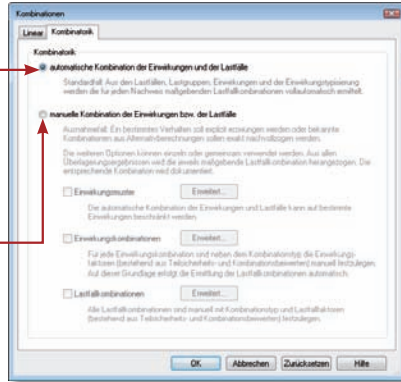 Kombinationen
Linear Kombinatorik
Kombinatorik
automatische Kombination der Einwirkungen und der Lastfälle
Standardfall: Aus den Lastfällen, Lastgruppen, Einwirkungen und der Einwirkungstypisierung
werden die für jeden Nachweis maßgebenden Lastfallkombinationen vollautomatisch ermittelt.
manuelle Kombination der Einwirkungen bzw. der Lastfälle
Ausnahmefall: Ein bestimmtes Verhalten soll explizit erzwungen werden oder bekannte
Kombinationen aus Alternativberechnungen sollen exakt nachvollzogen werden.
Die weiteren Optionen können einzeln oder gemeinsam verwendet werden. Aus allen
Überlagerungsergebnissen wird die jeweils maßgebende Lastfallkombination herangezogen. Die
entsprechende Kombination wird dokumentiert.
Einwirkungsmuster Erweitert...
Die automatische Kombination der Einwirkungen und Lastfälle kann auf bestimmte
Einwirkungen beschränkt werden.
Einwirkungskombinationen Erweitert...
Für jede Einwirkungskombination sind neben dem Kombinationstyp die Einwirkungs-
faktoren (bestehend aus Teilsicherheits- und Kombinationsbeiwerten) manuell festzulegen.
Auf dieser Grundlage erfolgt die Ermittlung der Lastfallkombinationen automatisch.
Lastfallkombinationen Erweitert...
Alle Lastfallkombinationen sind manuell mit Kombinationstyp und Lastfallfaktoren
(bestehend aus Teilsicherheits- und Kombinationsbeiwerten) festzulegen.
OK Abbrechen Zurücksetzen Hilfe